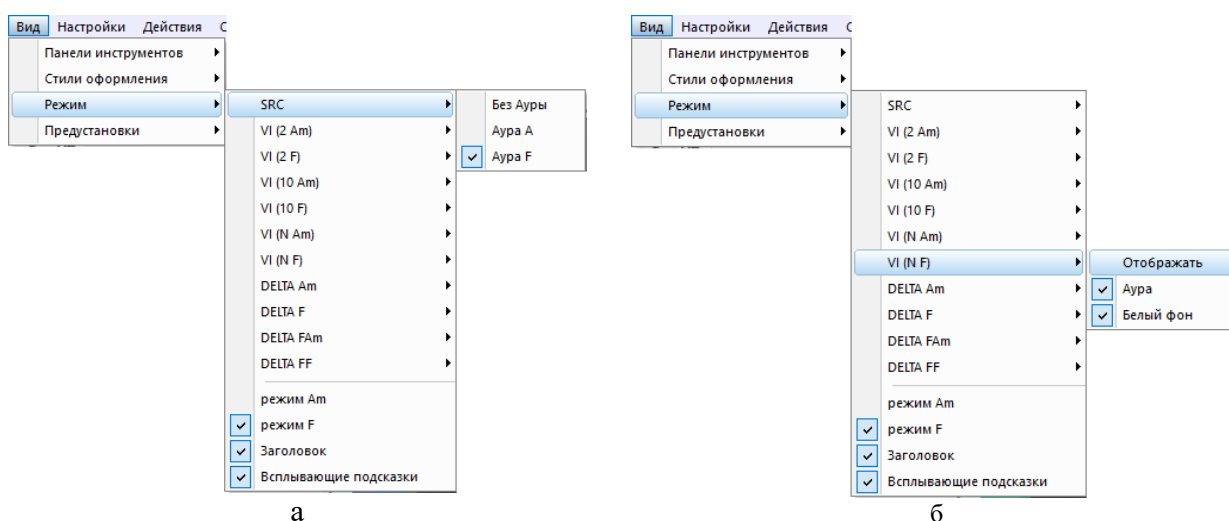 Вид Настройки Действия
Панели инструментов
Стили оформления
Режим
Предустановки
SRC
VI (2 Am)
VI (2 F)
VI (10 Am)
VI (10 F)
VI (N Am)
VI (N F)
DELTA Am
DELTA F
DELTA FAm
DELTA FF
режим Am
режим F
Заголовок
Всплывающие подсказки
Без Ауры
Аура A
Аура F
а
Вид Настройки Действия
Панели инструментов
Стили оформления
Режим
Предустановки
SRC
VI (2 Am)
VI (2 F)
VI (10 Am)
VI (10 F)
VI (N Am)
VI (N F)
DELTA Am
DELTA F
DELTA FAm
DELTA FF
режим Am
режим F
Заголовок
Всплывающие подсказки
Отображать
Аура
Белый фон
б